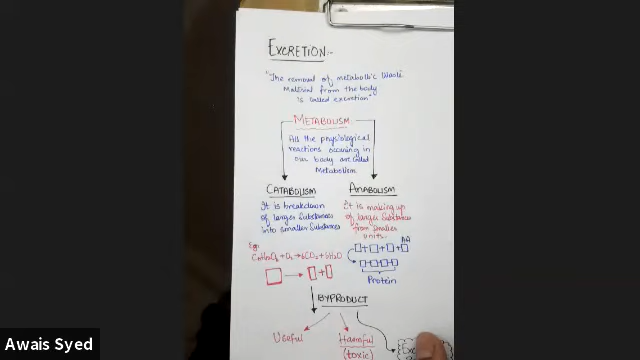 EXCRETION:-
"The removal of metabolic Waste
Material from the body
is called excretion"
METABOLISM
All the physiological
reactions occuring in
our body are called
Metabolism
CATABOLISM
ANABOLISM
It is breakdown
of larger Substances
into smaller Substances
It is making up
of larger Substance
from Smaller
units.
Eg:
C6H12O6 + O2 → 6CO2 + 6H2O
+ + + AA
Protein
BYPRODUCT
Useful
Harmful
(toxic)
Awais Syed